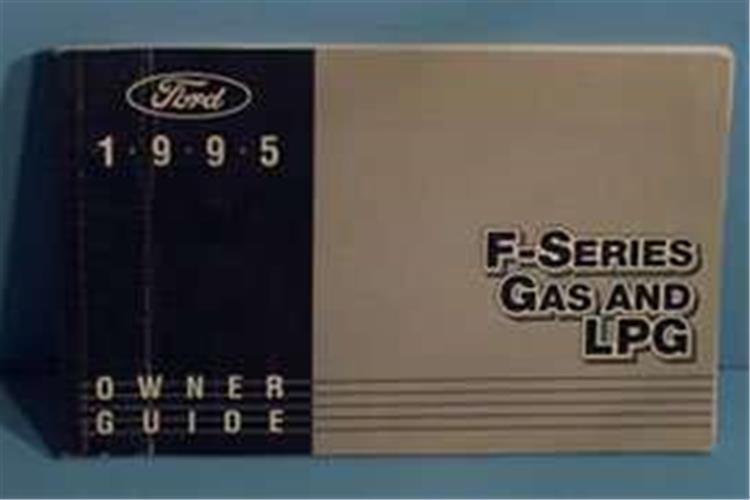 Ford
1·9·9·5
F-SERIES
GAS AND
LPG
OWNER
GUIDE